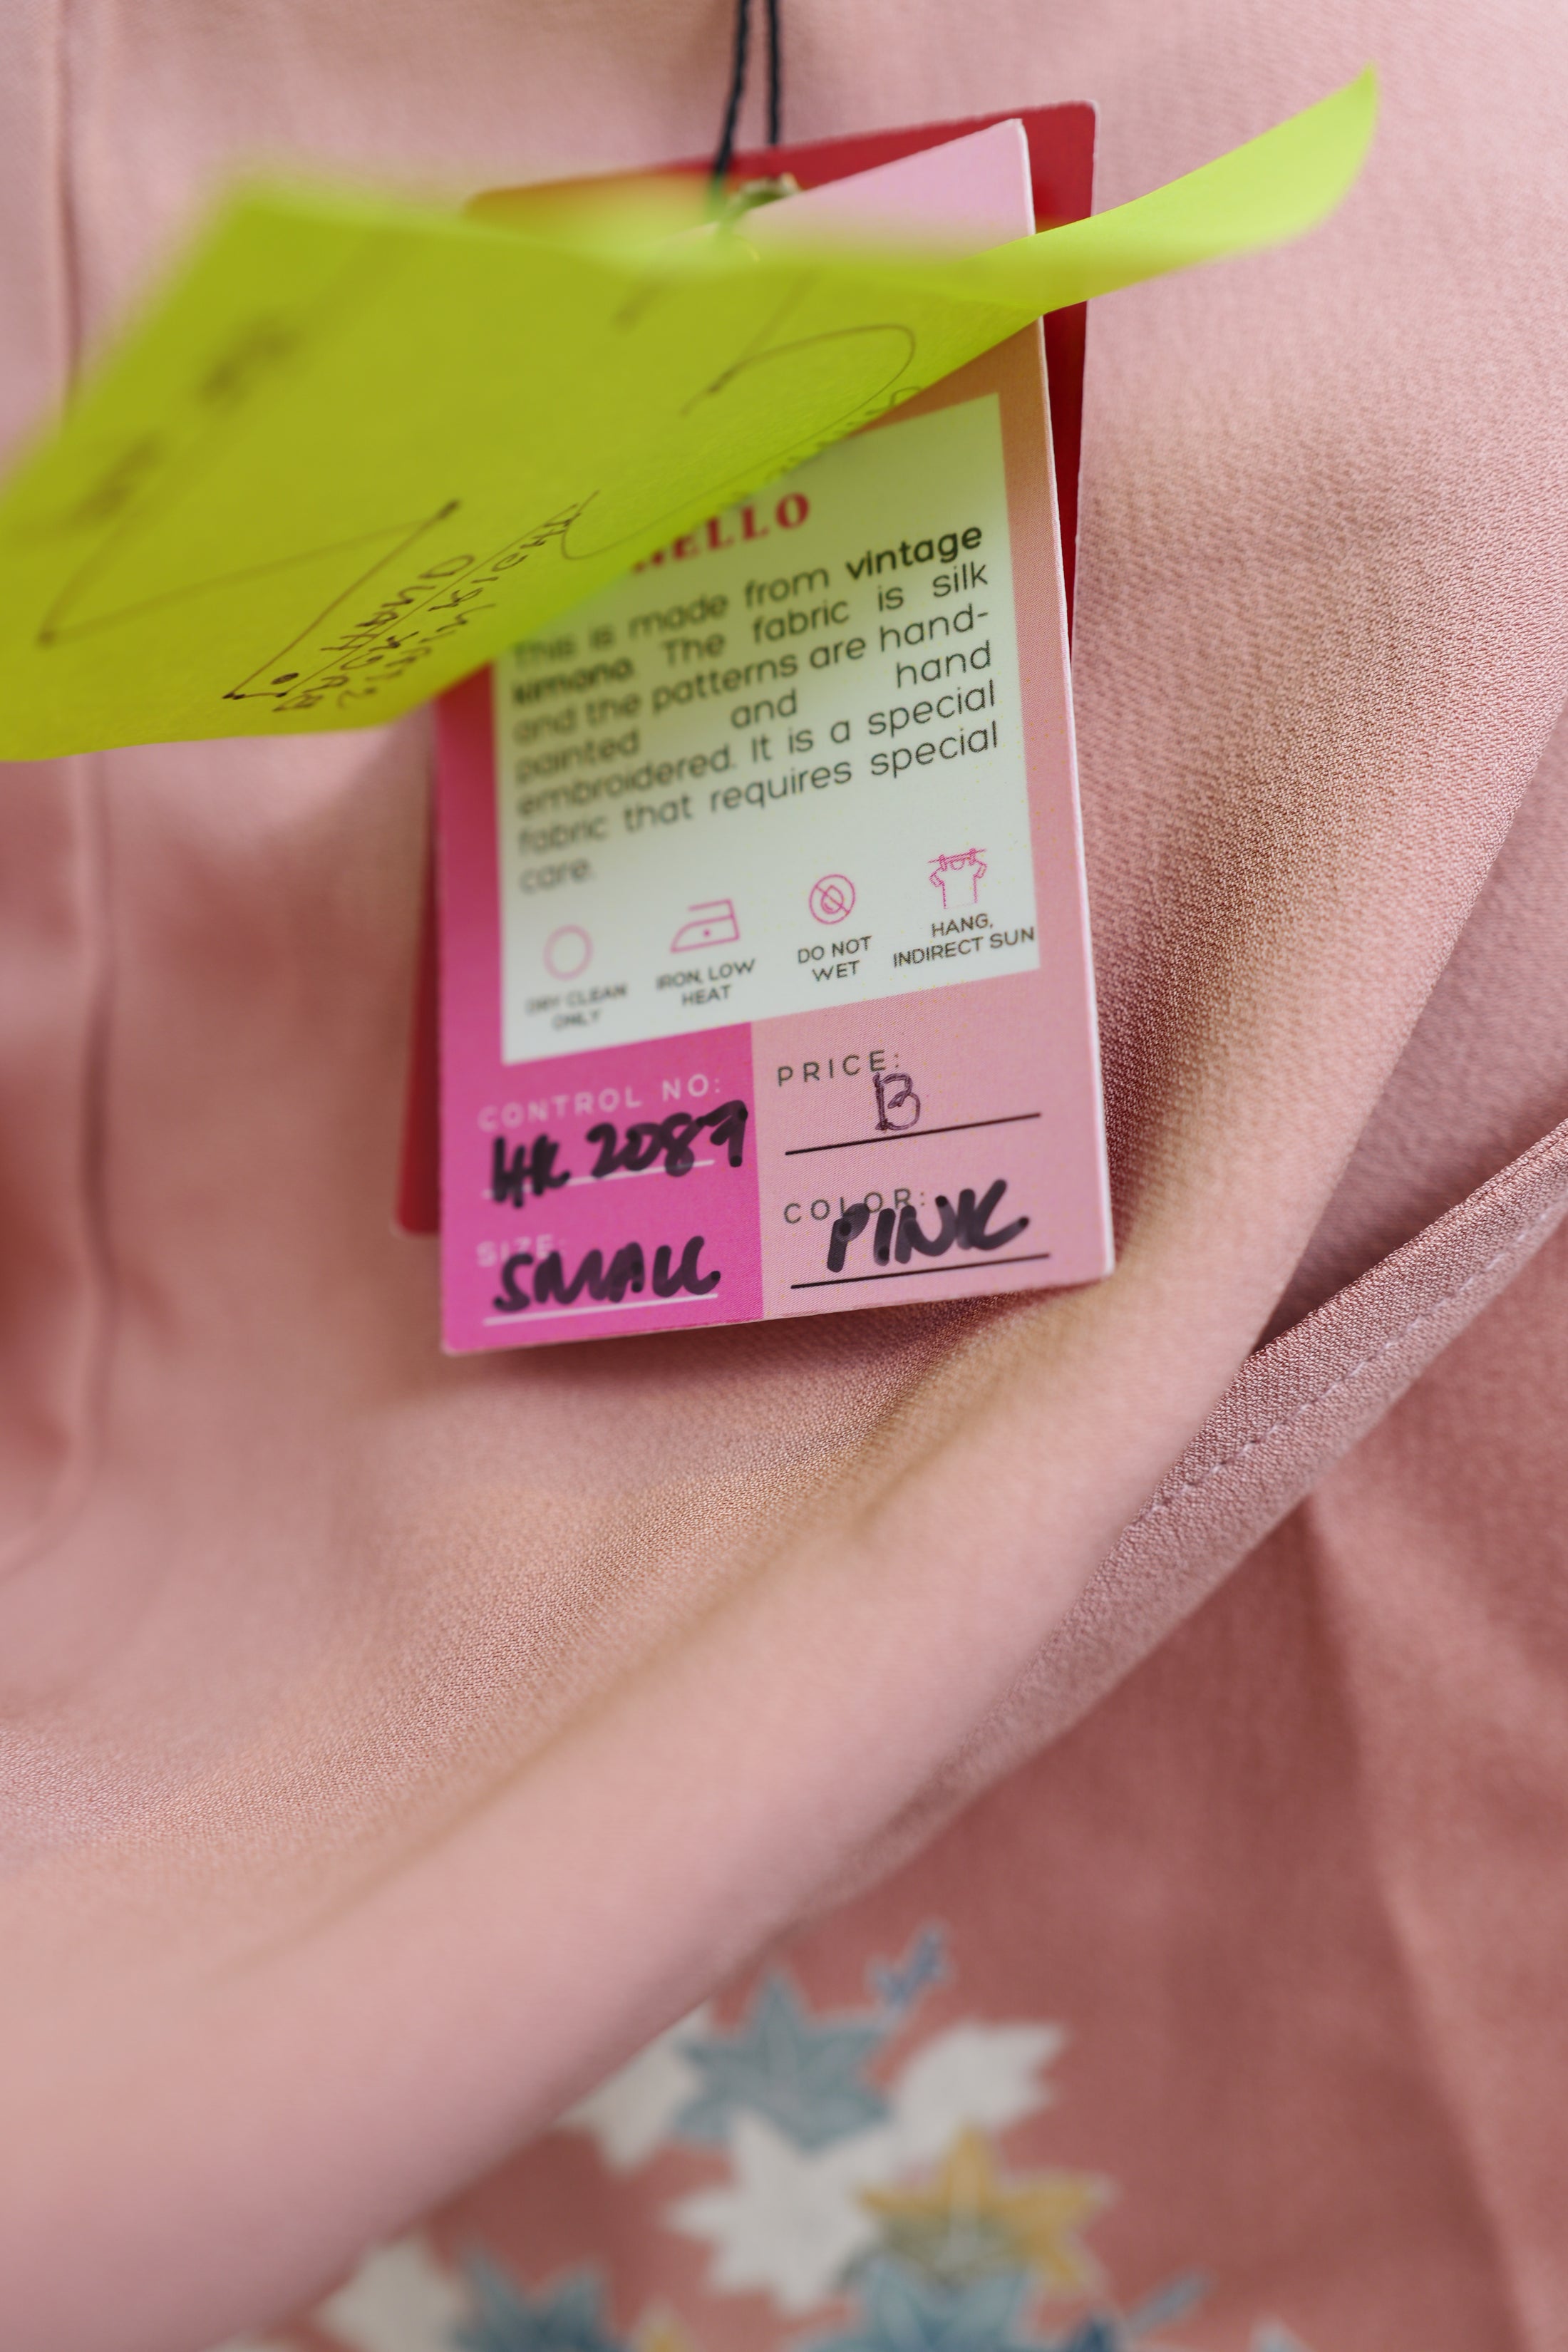 HELLO
This is made from vintage
kimono. The fabric is silk
and the patterns are hand-
painted and hand
embroidered. It is a special
fabric that requires special
care.
DRY CLEAN
ONLY
IRON, LOW
HEAT
DO NOT
WET
HANG,
INDIRECT SUN
CONTROL NO:
HK 2087
PRICE:
B
SIZE:
SMALL
COLOR:
PINK